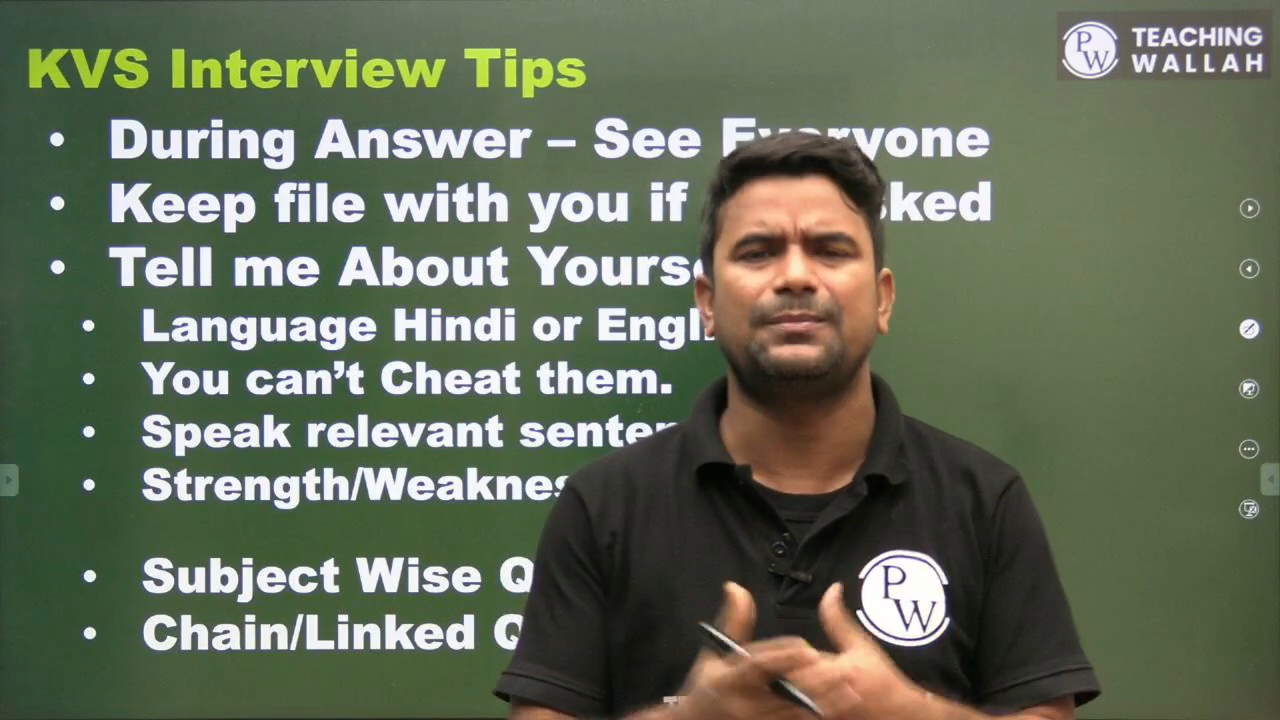 KVS Interview Tips
PW TEACHING
WALLAH
• During Answer – See Everyone
• Keep file with you if
• Tell me About
• Language Hindi or
• You can't Cheat them.
• Speak relevant
• Subject Wise
• Chain/Linked
PW